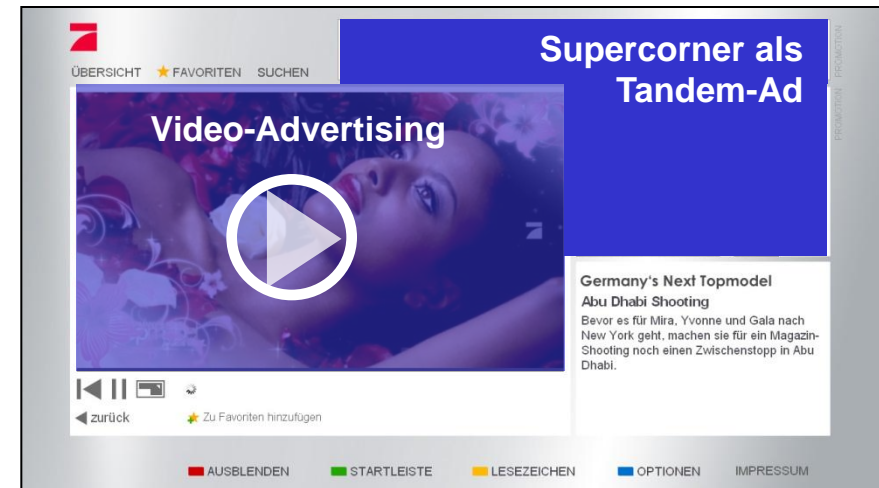 Supercorner als
Tandem-Ad
PROMOTION
PROMOTION
ÜBERSICHT FAVORITEN SUCHEN
Video-Advertising
Germany's Next Topmodel
Abu Dhabi Shooting
Bevor es für Mira, Yvonne und Gala nach
New York geht, machen sie für ein Magazin-
Shooting noch einen Zwischenstopp in Abu
Dhabi.
zurück Zu Favoriten hinzufügen
AUSBLENDEN STARTLEISTE LESEZEICHEN OPTIONEN IMPRESSUM